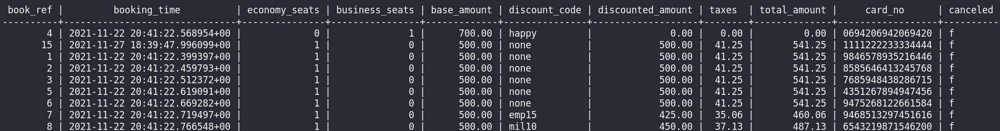 book_ref | booking_time | economy_seats | business_seats | base_amount | discount_code | discounted_amount | taxes | total_amount | card_no | canceled
----------+-------------------------------+---------------+----------------+-------------+---------------+-------------------+--------+--------------+------------------+----------
4 | 2021-11-22 20:41:22.568954+00 | 0 | 1 | 700.00 | happy | 0.00 | 0.00 | 0.00 | 0694206942069420 | f
15 | 2021-11-27 18:39:47.996099+00 | 1 | 0 | 500.00 | none | 500.00 | 41.25 | 541.25 | 1111222233334444 | f
1 | 2021-11-22 20:41:22.399397+00 | 1 | 0 | 500.00 | none | 500.00 | 41.25 | 541.25 | 9846578935216446 | f
2 | 2021-11-22 20:41:22.459793+00 | 1 | 0 | 500.00 | none | 500.00 | 41.25 | 541.25 | 8585646413245768 | f
3 | 2021-11-22 20:41:22.512372+00 | 1 | 0 | 500.00 | none | 500.00 | 41.25 | 541.25 | 7685948438286715 | f
5 | 2021-11-22 20:41:22.619091+00 | 1 | 0 | 500.00 | none | 500.00 | 41.25 | 541.25 | 4351267894947456 | f
6 | 2021-11-22 20:41:22.669282+00 | 1 | 0 | 500.00 | none | 500.00 | 41.25 | 541.25 | 9475268122661584 | f
7 | 2021-11-22 20:41:22.719497+00 | 1 | 0 | 500.00 | emp15 | 425.00 | 35.06 | 460.06 | 9468513297451616 | f
8 | 2021-11-22 20:41:22.766548+00 | 1 | 0 | 500.00 | mil10 | 450.00 | 37.13 | 487.13 | 6543219871546200 | f